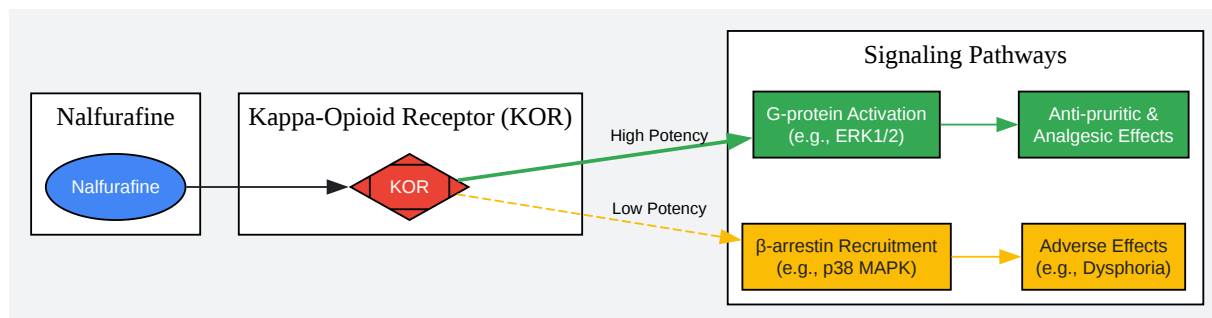 Nalfurafine
Nalfurafine
Kappa-Opioid Receptor (KOR)
KOR
High Potency
Low Potency
Signaling Pathways
G-protein Activation
(e.g., ERK1/2)
Anti-pruritic &
Analgesic Effects
β-arrestin Recruitment
(e.g., p38 MAPK)
Adverse Effects
(e.g., Dysphoria)